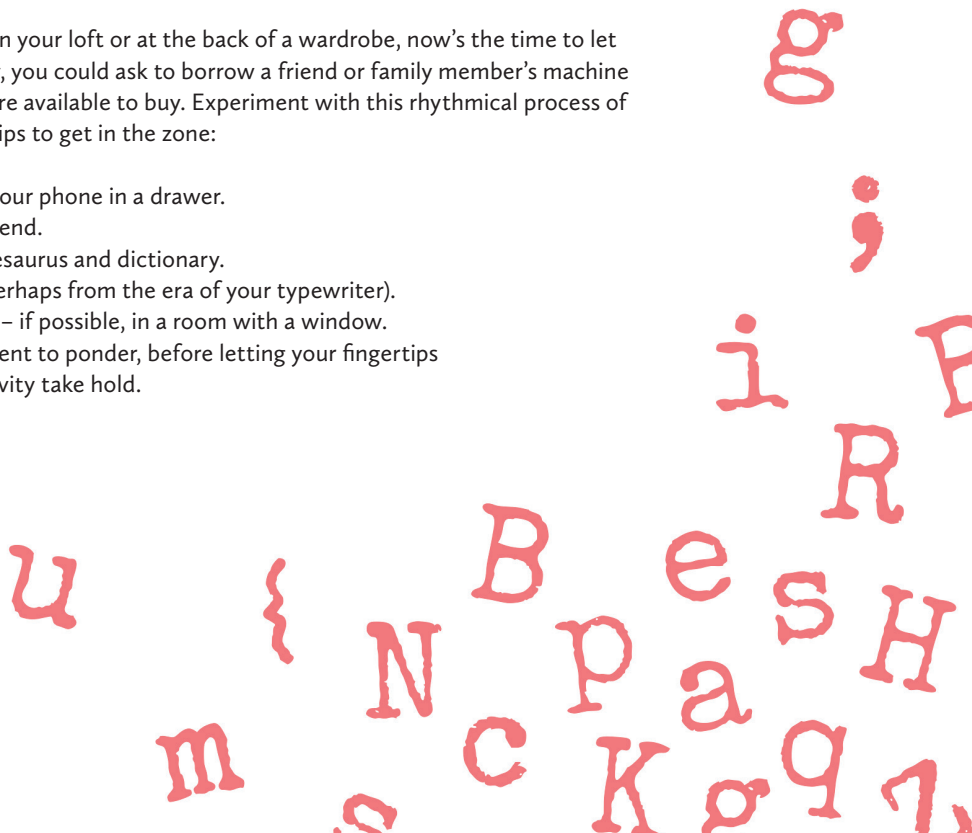 n your loft or at the back of a wardrobe, now's the time to let
, you could ask to borrow a friend or family member's machine
re available to buy. Experiment with this rhythmical process of
ips to get in the zone:
our phone in a drawer.
end.
esaurus and dictionary.
erhaps from the era of your typewriter).
– if possible, in a room with a window.
ent to ponder, before letting your fingertips
vity take hold.
g
;
i
R
B e
u { s H
N P a
m c K q
s g